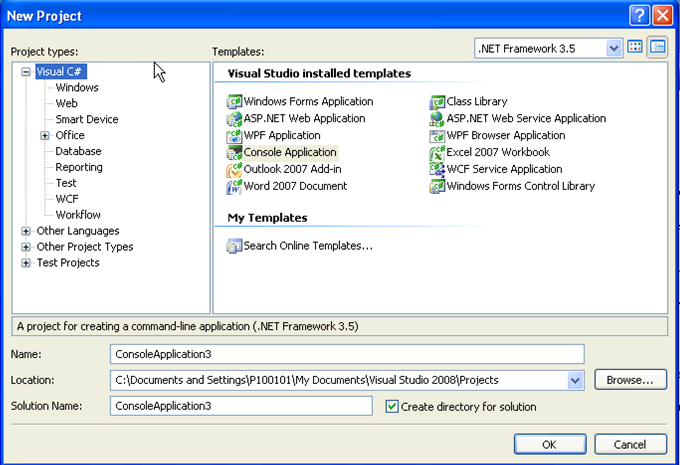 New Project
Project types:
Templates:
.NET Framework 3.5
Visual C#
Windows
Web
Smart Device
Office
Database
Reporting
Test
WCF
Workflow
Other Languages
Other Project Types
Test Projects
Visual Studio installed templates
Windows Forms Application
Class Library
ASP.NET Web Application
ASP.NET Web Service Application
WPF Application
WPF Browser Application
Console Application
Excel 2007 Workbook
Outlook 2007 Add-in
WCF Service Application
Word 2007 Document
Windows Forms Control Library
My Templates
Search Online Templates...
A project for creating a command-line application (.NET Framework 3.5)
Name:
ConsoleApplication3
Location:
C:\Documents and Settings\P100101\My Documents\Visual Studio 2008\Projects
Browse...
Solution Name:
ConsoleApplication3
Create directory for solution
OK
Cancel